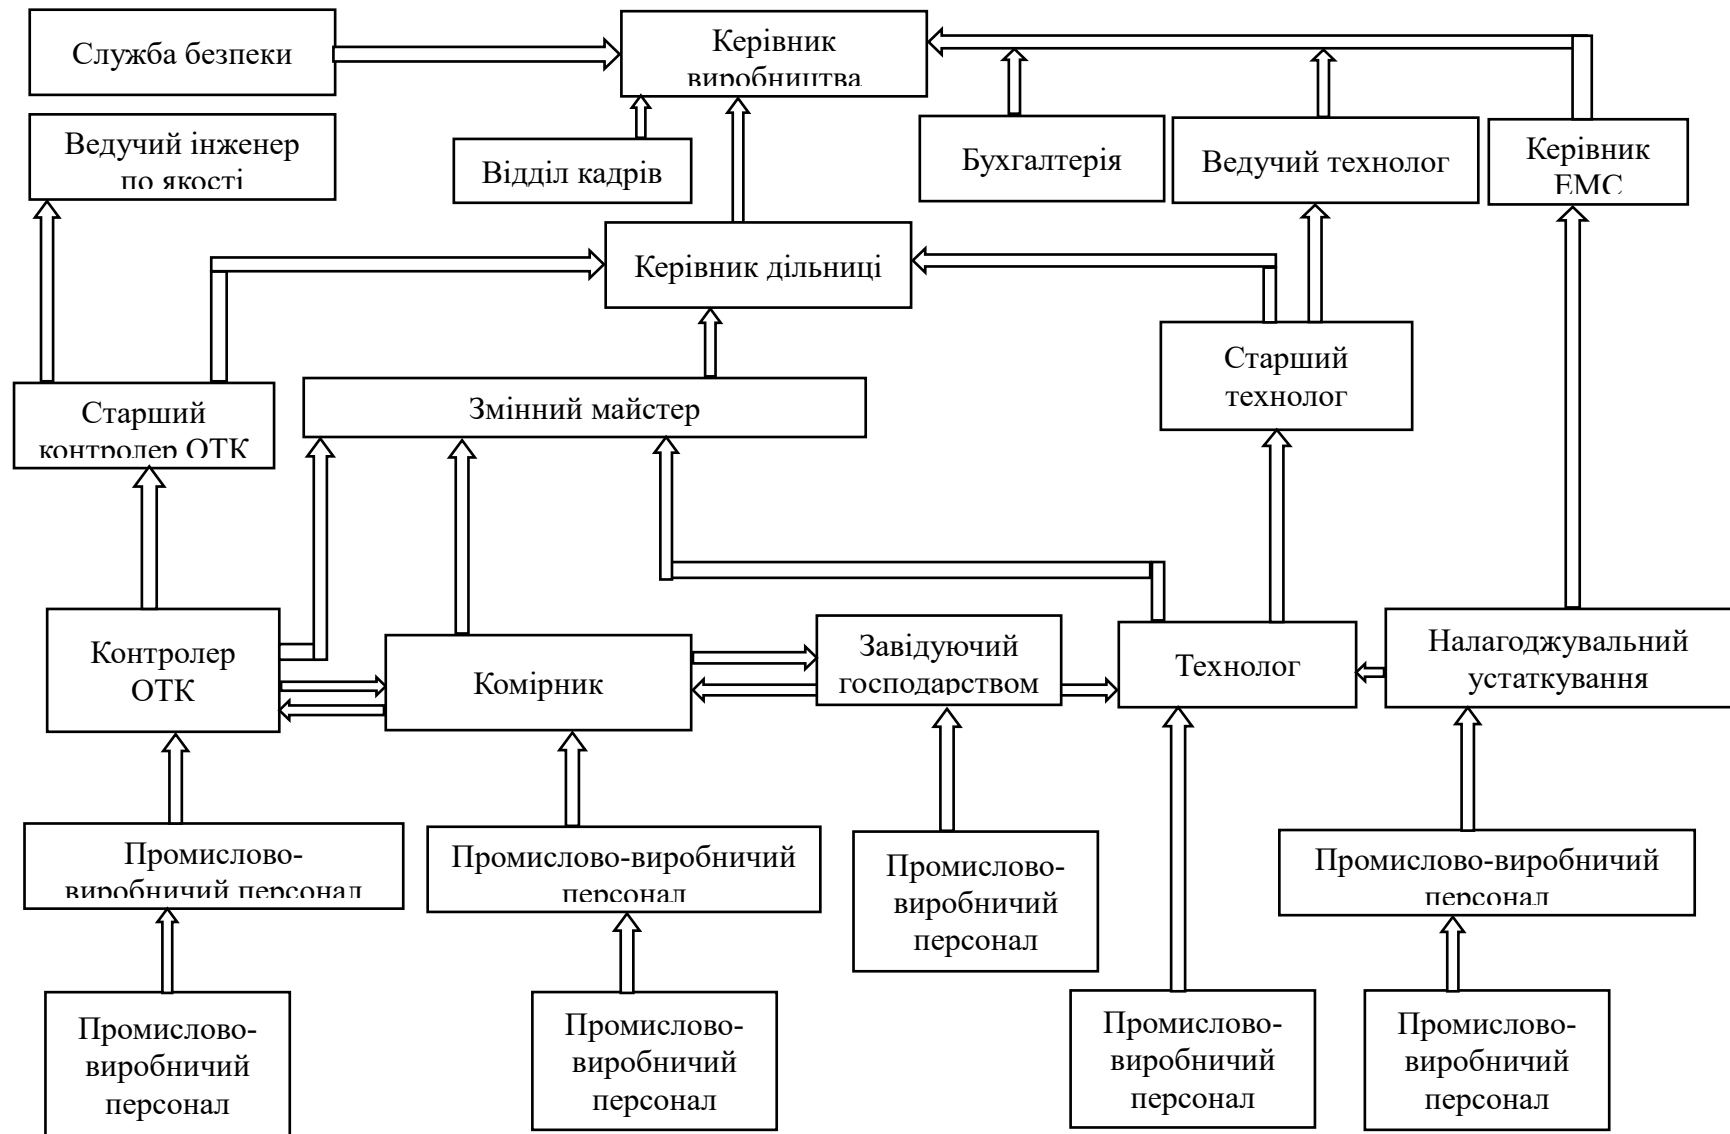 Служба безпеки
Керівник
виробництва
Ведучий інженер
по якості
Відділ кадрів
Бухгалтерія
Ведучий технолог
Керівник
ЕМС
Керівник дільниці
Старший
технолог
Старший
контролер ОТК
Змінний майстер
Контролер
ОТК
Комірник
Завідуючий
господарством
Технолог
Налагоджувальний
устаткування
Промислово-
виробничий персонал
Промислово-виробничий
персонал
Промислово-
виробничий
персонал
Промислово-виробничий
персонал
Промислово-
виробничий
персонал
Промислово-
виробничий
персонал
Промислово-
виробничий
персонал
Промислово-
виробничий
персонал